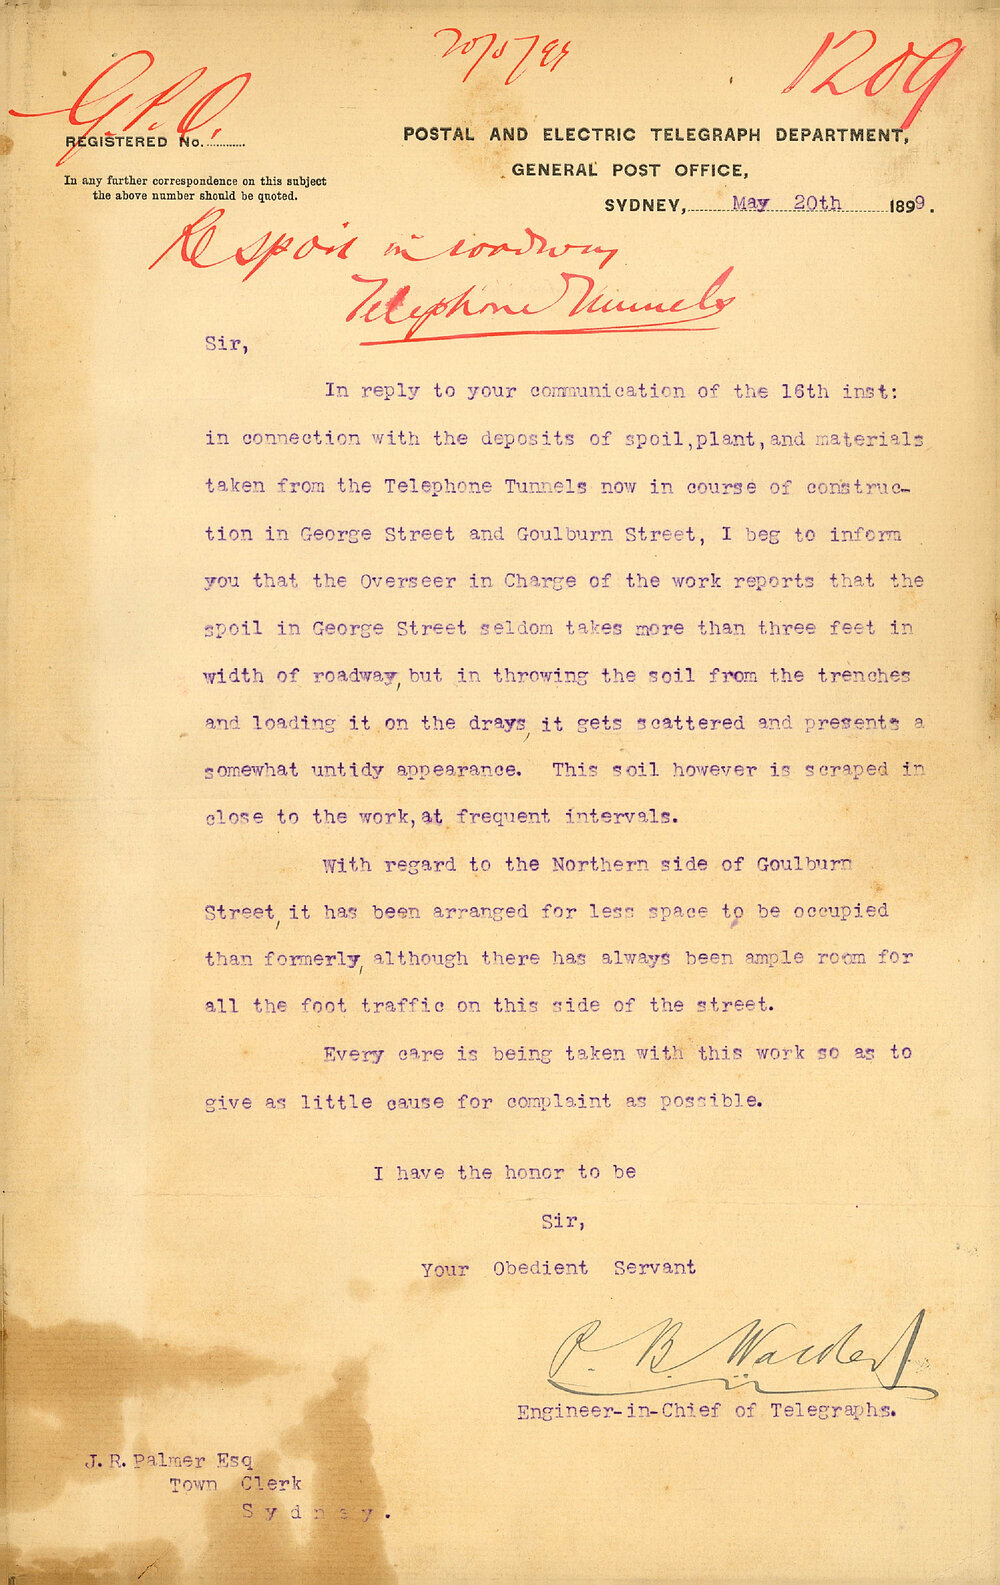 20/5/99
1209
G.P.O.
REGISTERED No.
In any further correspondence on this subject
the above number should be quoted.
POSTAL AND ELECTRIC TELEGRAPH DEPARTMENT,
GENERAL POST OFFICE,
SYDNEY, May 20th 1899.
Re spoil in roadway
Telephone Tunnels
Sir,
In reply to your communication of the 16th inst:
in connection with the deposits of spoil,plant,and materials
taken from the Telephone Tunnels now in course of construc-
tion in George Street and Goulburn Street, I beg to inform
you that the Overseer in Charge of the work reports that the
spoil in George Street seldom takes more than three feet in
width of roadway, but in throwing the soil from the trenches
and loading it on the drays, it gets scattered and presents a
somewhat untidy appearance. This soil however is scraped in
close to the work, at frequent intervals.
With regard to the Northern side of Goulburn
Street, it has been arranged for less space to be occupied
than formerly, although there has always been ample room for
all the foot traffic on this side of the street.
Every care is being taken with this work so as to
give as little cause for complaint as possible.
I have the honor to be
Sir,
Your Obedient Servant
P. B. Walker
Engineer-in-Chief of Telegraphs.
J. R. Palmer Esq
Town Clerk
Sydney.